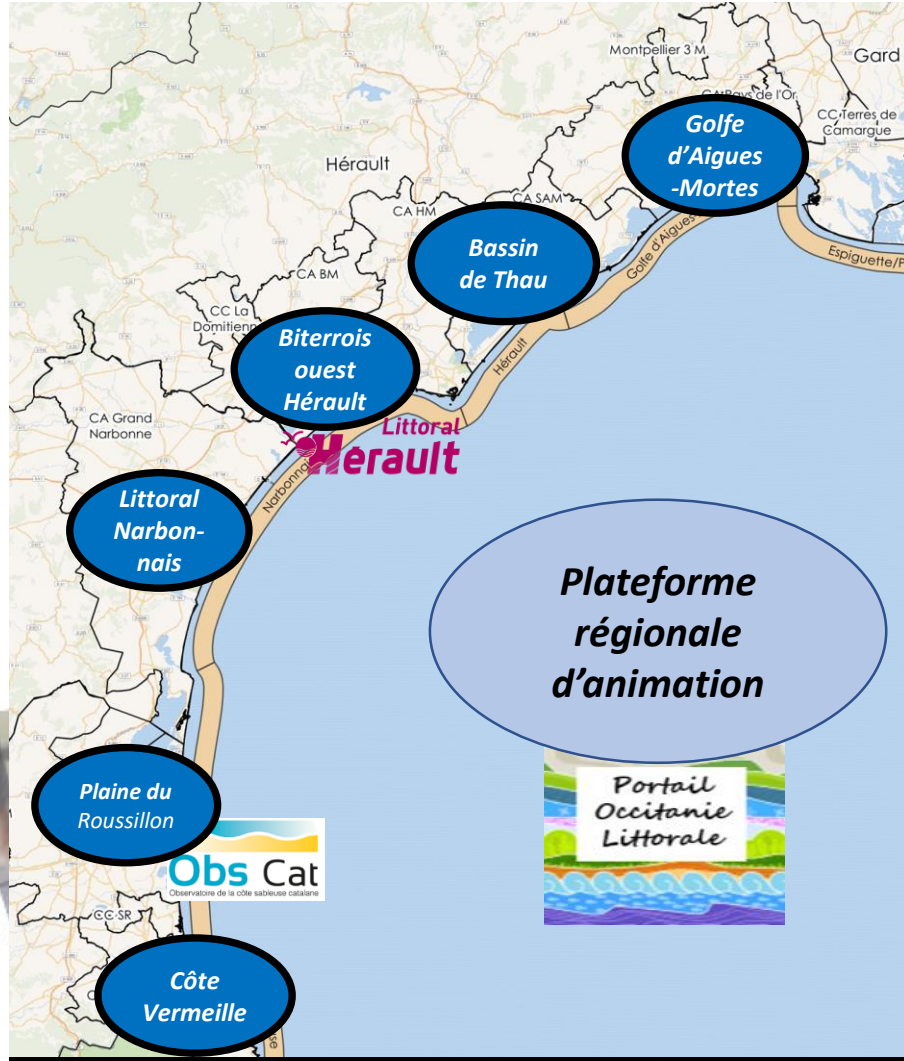 Montpellier 3 M
Gard
CA Pays de l'Or
CC Terres de
Camargue
Golfe
d'Aigues
-Mortes
Hérault
CA SAM
CA HM
Bassin
de Thau
Golfe d'Aigues
Espiguette/P
CA BM
CC La
Domitien
Biterrois
ouest
Hérault
Hérault
CA Grand
Narbonne
Littoral
Hérault
Narbonnai
Littoral
Narbon-
nais
Plateforme
régionale
d'animation
Plaine du
Roussillon
Portail
Occitanie
Littorale
Obs Cat
Observatoire de la côte sableuse catalane
CC SR
Côte
Vermeille